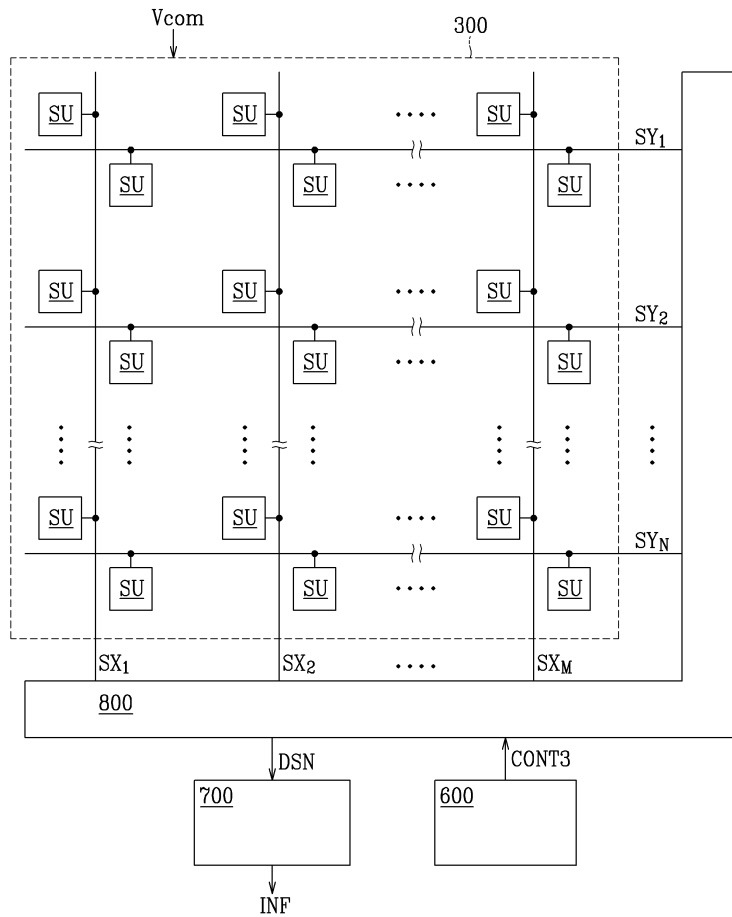 Vcom
300
SU SU SU
SY1
SU SU SU
SU SU SU
SY2
SU SU SU
SU SU SU
SYN
SU SU SU
SX1 SX2 SXM
800
DSN CONT3
700 600
INF